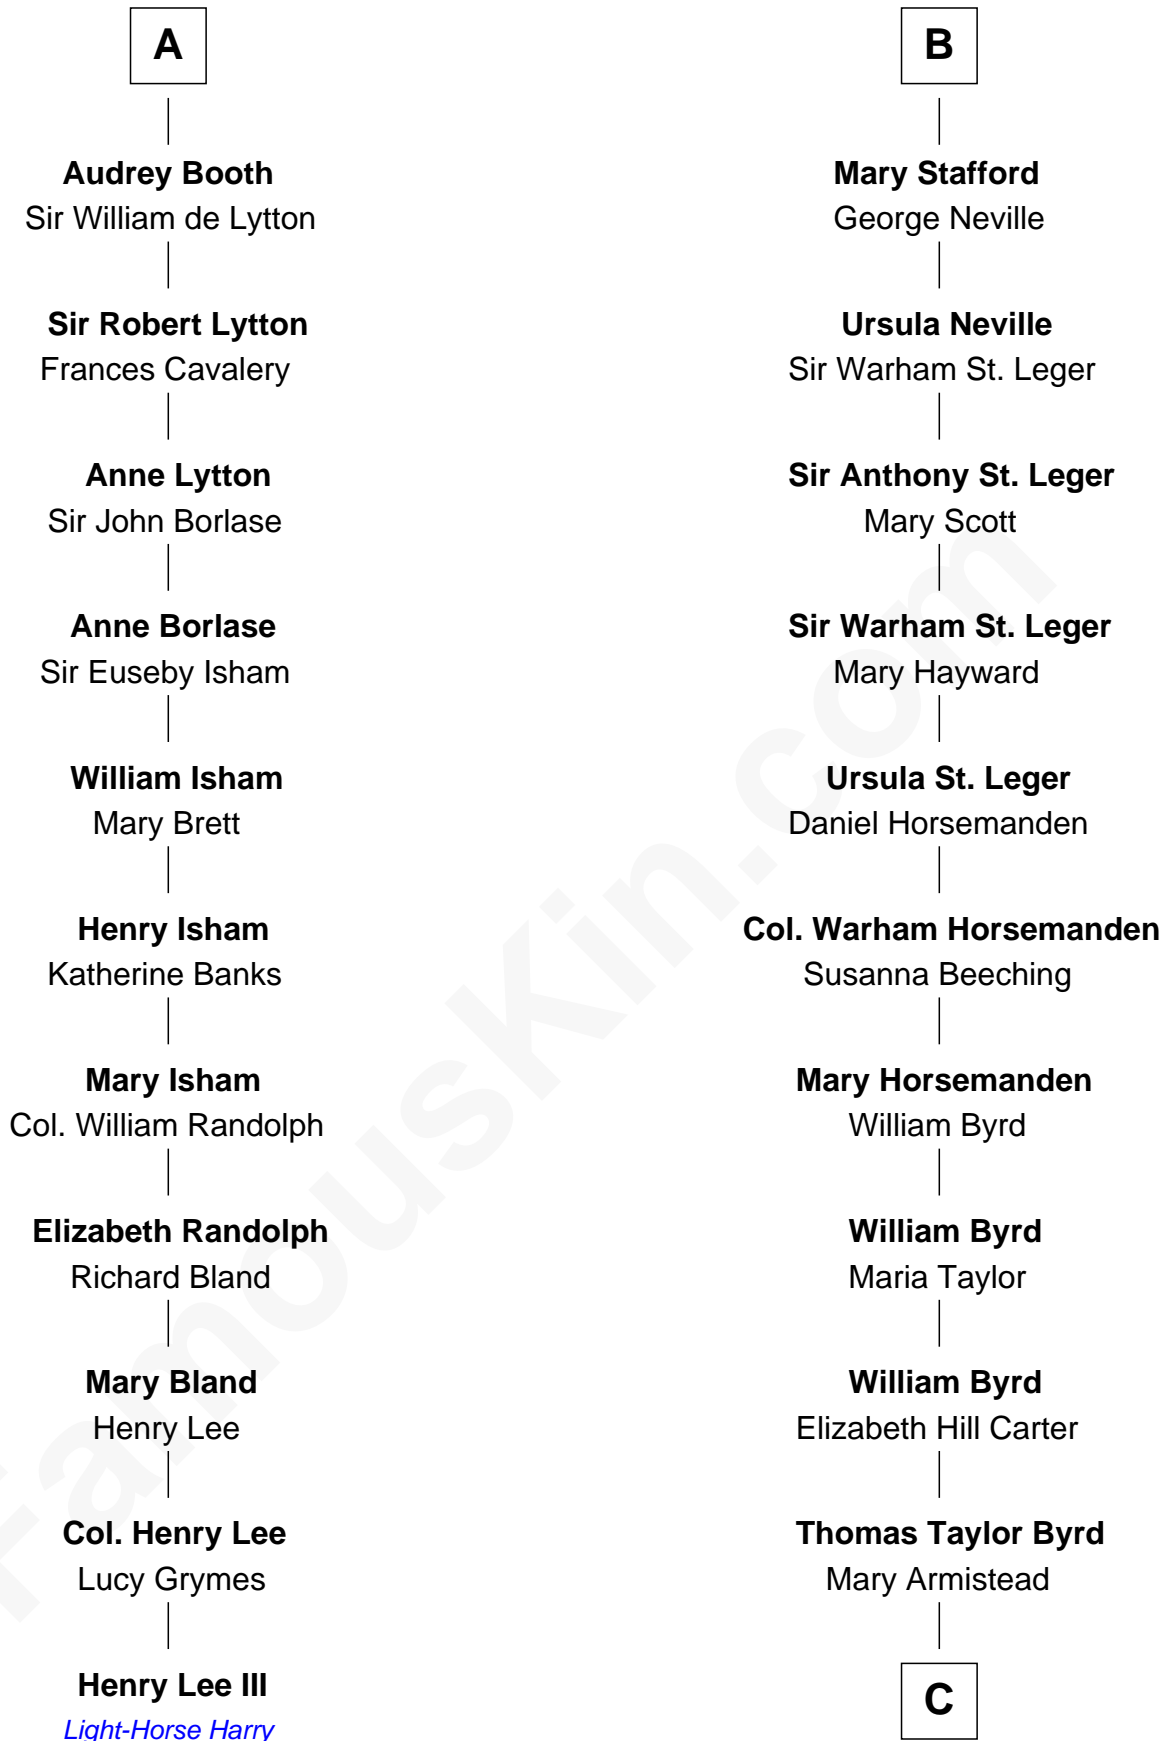 A
Audrey Booth
Sir William de Lytton
Sir Robert Lytton
Frances Cavalery
Anne Lytton
Sir John Borlase
Anne Borlase
Sir Euseby Isham
William Isham
Mary Brett
Henry Isham
Katherine Banks
Mary Isham
Col. William Randolph
Elizabeth Randolph
Richard Bland
Mary Bland
Henry Lee
Col. Henry Lee
Lucy Grymes
Henry Lee III
Light-Horse Harry
B
Mary Stafford
George Neville
Ursula Neville
Sir Warham St. Leger
Sir Anthony St. Leger
Mary Scott
Sir Warham St. Leger
Mary Hayward
Ursula St. Leger
Daniel Horsemanden
Col. Warham Horsemanden
Susanna Beeching
Mary Horsemanden
William Byrd
William Byrd
Maria Taylor
William Byrd
Elizabeth Hill Carter
Thomas Taylor Byrd
Mary Armistead
C
FamousKin.com